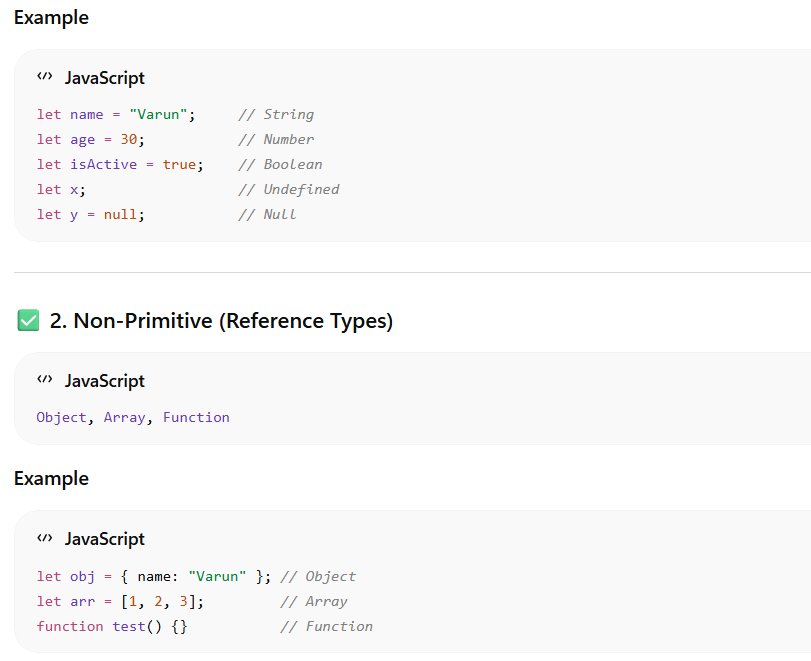 Example
</> JavaScript
let name = "Varun";     // String
let age = 30;           // Number
let isActive = true;    // Boolean
let x;                  // Undefined
let y = null;           // Null
✅ 2. Non-Primitive (Reference Types)
</> JavaScript
Object, Array, Function
Example
</> JavaScript
let obj = { name: "Varun" }; // Object
let arr = [1, 2, 3];         // Array
function test() {}           // Function